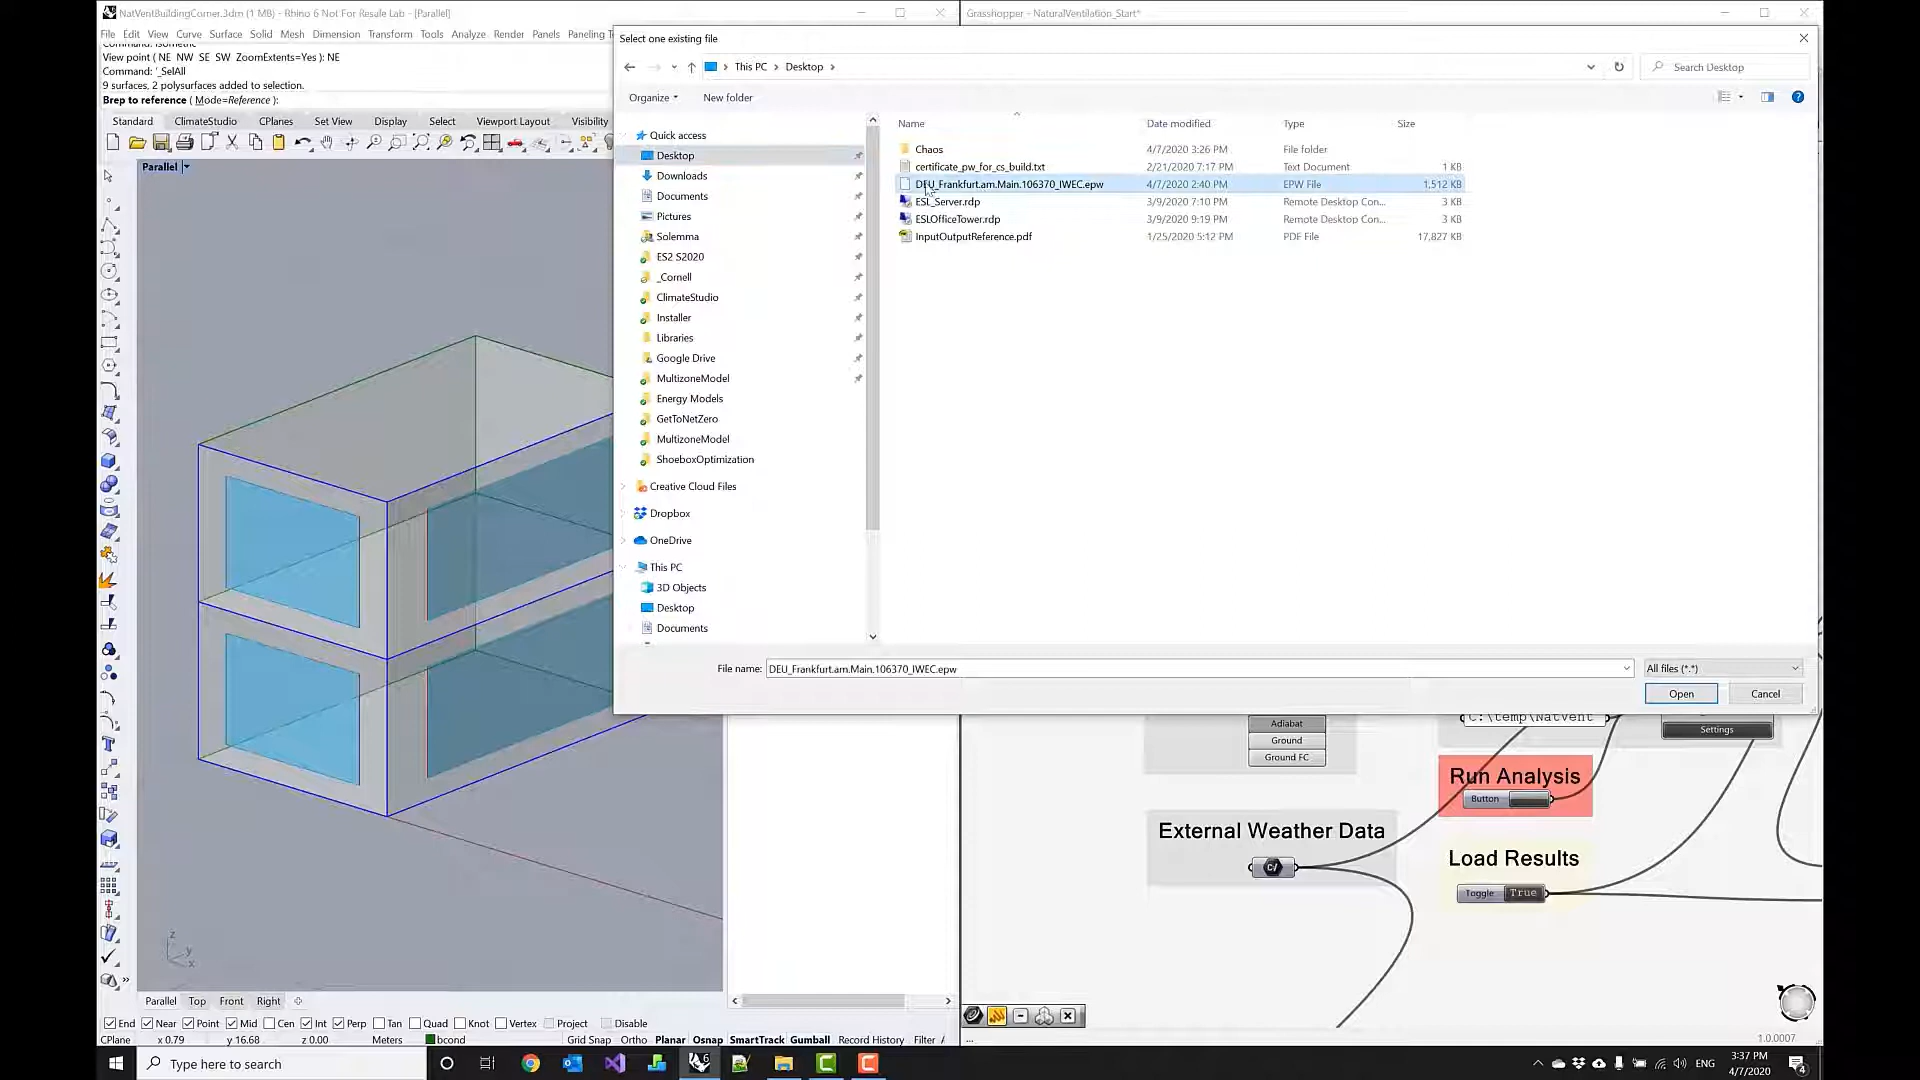 NatVentBuildingCorner.3dm (1 MB) - Rhino 6 Not For Resale Lab - [Parallel]
Grasshopper - NaturalVentilation_Start*
File Edit View Curve Surface Solid Mesh Dimension Transform Tools Analyze Render Panels Paneling
View point ( NE NW SE SW ZoomExtents=Yes ): NE
Command: '_SelAll
9 surfaces, 2 polysurfaces added to selection.
Brep to reference ( Mode=Reference ):
Standard ClimateStudio CPlanes Set View Display Select Viewport Layout Visibility
Parallel
Select one existing file
This PC Desktop
Search Desktop
Organize New folder
Name Date modified Type Size
Chaos 4/7/2020 3:26 PM File folder
certificate_pw_for_cs_build.txt 2/21/2020 7:17 PM Text Document 1 KB
DEU_Frankfurt.am.Main.106370_IWEC.epw 4/7/2020 2:40 PM EPW File 1,512 KB
ESL_Server.rdp 3/9/2020 7:10 PM Remote Desktop Con... 3 KB
ESLOfficeTower.rdp 3/9/2020 9:19 PM Remote Desktop Con... 3 KB
InputOutputReference.pdf 1/25/2020 5:12 PM PDF File 17,827 KB
Quick access
Desktop
Downloads
Documents
Pictures
Solemma
ES2 S2020
_Cornell
ClimateStudio
Installer
Libraries
Google Drive
MultizoneModel
Energy Models
GetToNetZero
MultizoneModel
ShoeboxOptimization
Creative Cloud Files
Dropbox
OneDrive
This PC
3D Objects
Desktop
Documents
File name: DEU_Frankfurt.am.Main.106370_IWEC.epw
All files (*.*)
Open Cancel
Adiabat
Ground
Ground FC
C:\temp\NatVent
Settings
Run Analysis
Button
External Weather Data
Load Results
Toggle True
z
y
x
Parallel Top Front Right
End Near Point Mid Cen Int Perp Tan Quad Knot Vertex Project Disable
CPlane x 0.79 y 16.68 z 0.00 Meters bcond Grid Snap Ortho Planar Osnap SmartTrack Gumball Record History Filter
...
1.0.0007
Type here to search
6
ENG
3:37 PM
4/7/2020
4